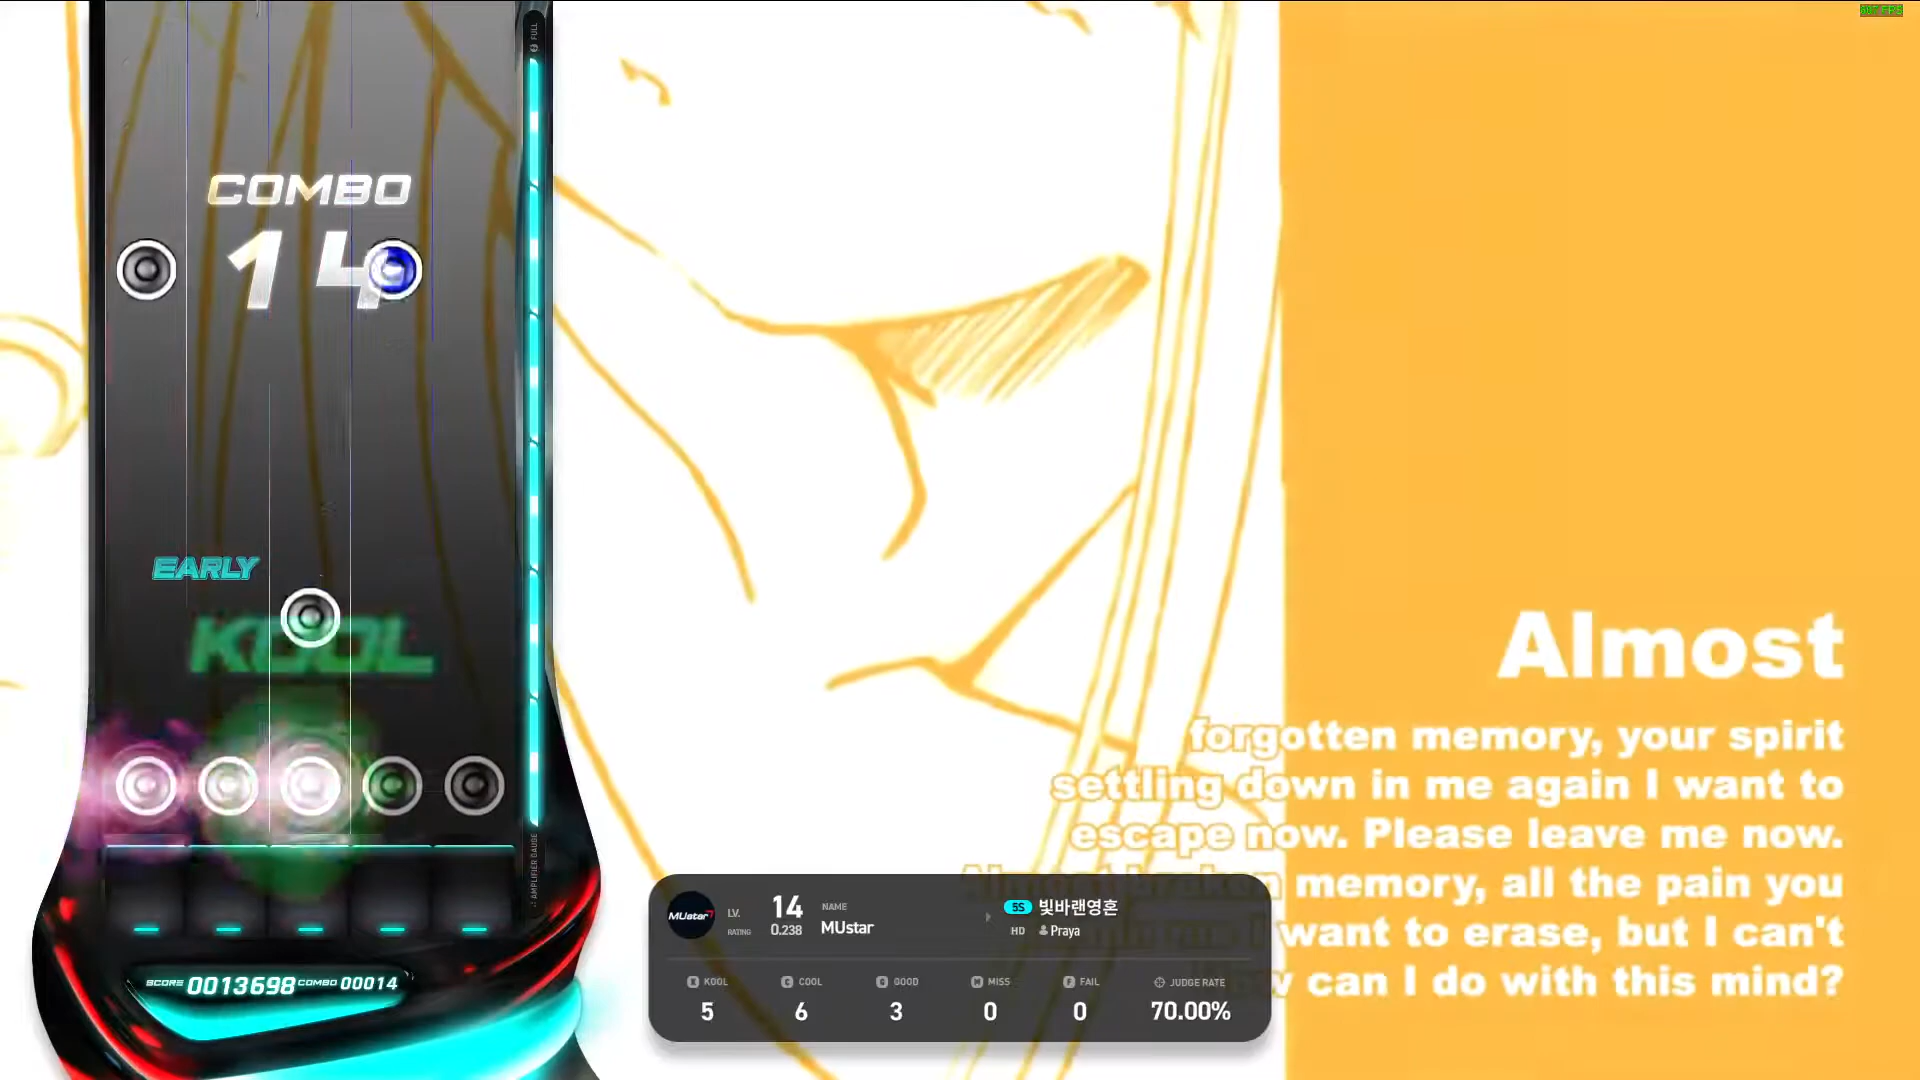 FULL
COMBO
14
EARLY
KOOL
AMPLIFIER GAUGE
SCORE 0013698 COMBO 00014
Almost
forgotten memory, your spirit
settling down in me again I want to
escape now. Please leave me now.
memory, all the pain you
want to erase, but I can't
can I do with this mind?
MUstar
LV. 14
RATING 0.238
NAME
MUstar
5S 빛바랜영혼
HD Praya
K KOOL C COOL G GOOD M MISS F FAIL JUDGE RATE
5 6 3 0 0 70.00%